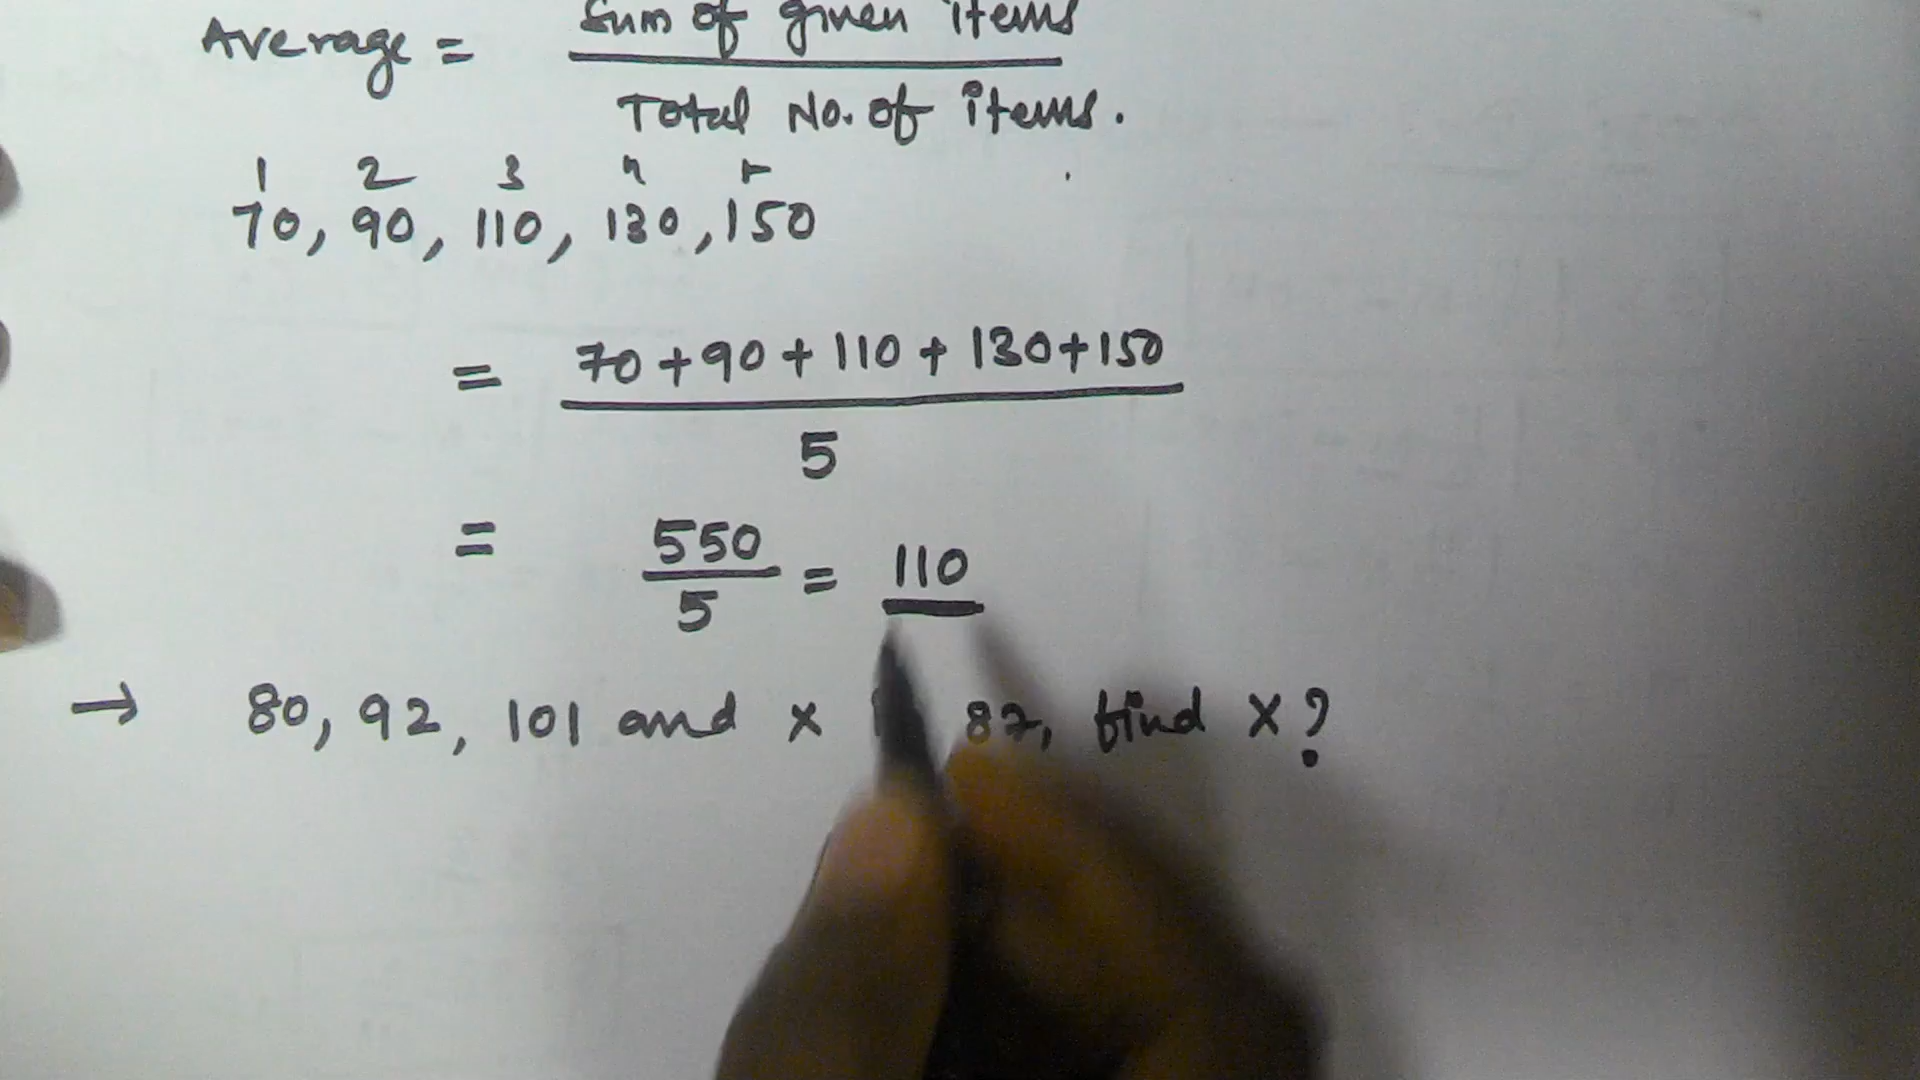 Average = Sum of given items
Total No. of items.
1 2 3 4 5
70, 90, 110, 130, 150
= 70+90+110+130+150
5
= 550
5
= 110
→ 80, 92, 101 and x 87, find x?